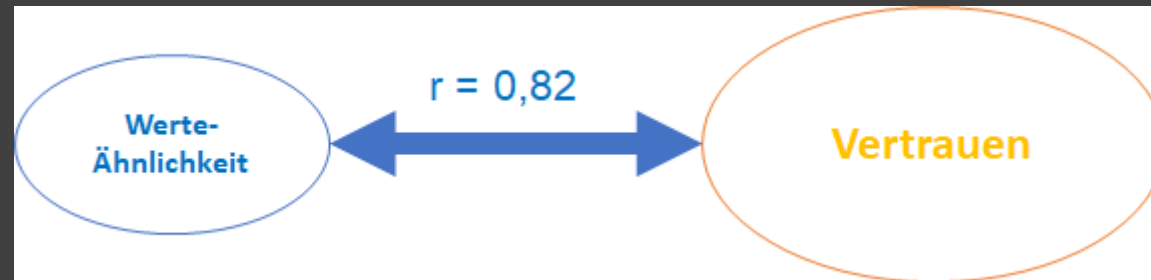 r = 0,82
Werte-
Ähnlichkeit
Vertrauen